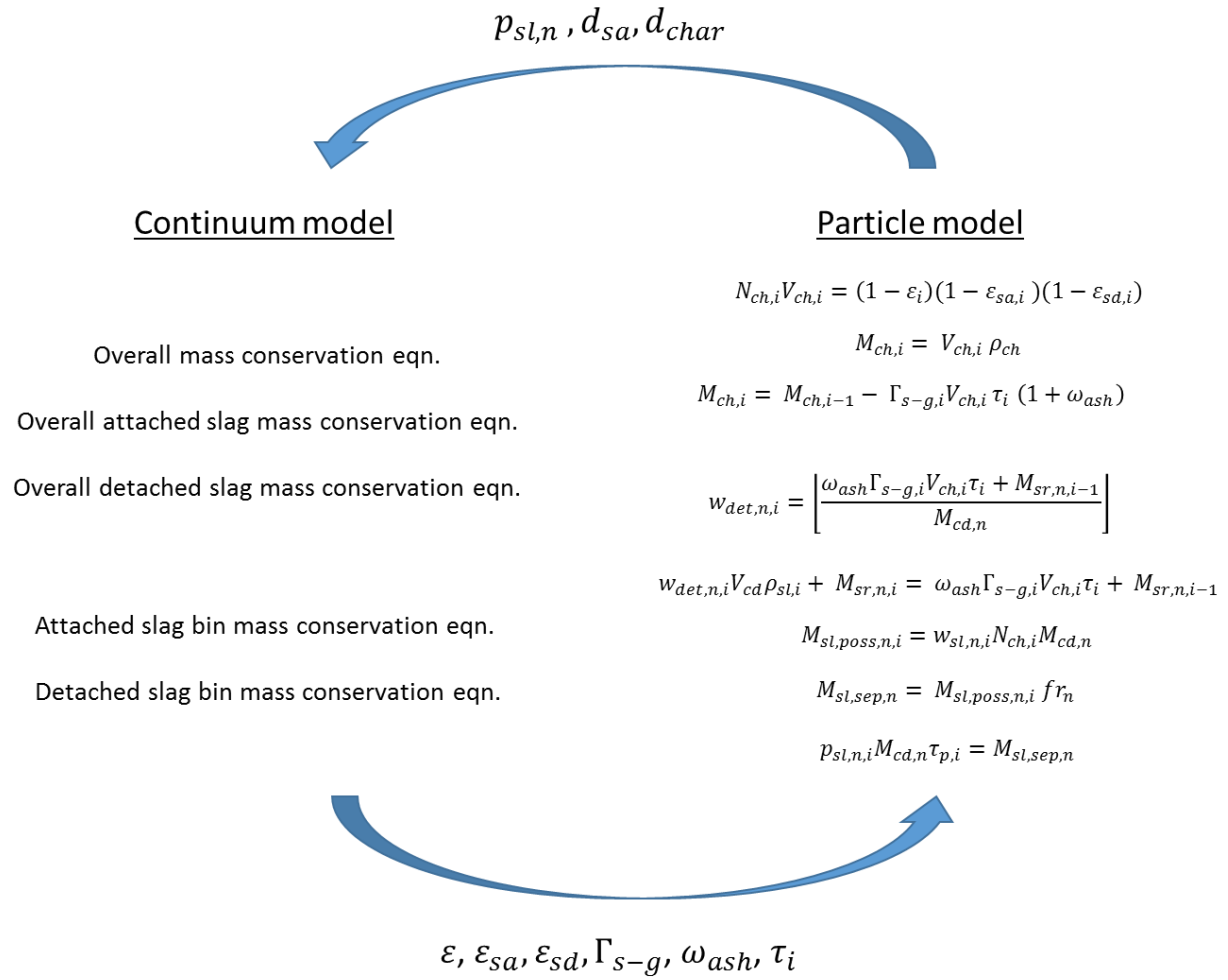 p_{sl,n} , d_{sa}, d_{char}
Continuum model
Overall mass conservation eqn.
Overall attached slag mass conservation eqn.
Overall detached slag mass conservation eqn.
Attached slag bin mass conservation eqn.
Detached slag bin mass conservation eqn.
Particle model
N_{ch,i}V_{ch,i} = (1 − ε_i)(1 − ε_{sa,i} )(1 − ε_{sd,i})
M_{ch,i} = V_{ch,i} ρ_{ch}
M_{ch,i} = M_{ch,i−1} − Γ_{s−g,i}V_{ch,i} τ_i (1 + ω_{ash})
w_{det,n,i} = ⌊(ω_{ash}Γ_{s−g,i}V_{ch,i}τ_i + M_{sr,n,i−1}) / M_{cd,n}⌋
w_{det,n,i}V_{cd}ρ_{sl,i} + M_{sr,n,i} = ω_{ash}Γ_{s−g,i}V_{ch,i}τ_i + M_{sr,n,i−1}
M_{sl,poss,n,i} = w_{sl,n,i}N_{ch,i}M_{cd,n}
M_{sl,sep,n} = M_{sl,poss,n,i} fr_n
p_{sl,n,i}M_{cd,n}τ_{p,i} = M_{sl,sep,n}
ε, ε_{sa}, ε_{sd}, Γ_{s−g}, ω_{ash}, τ_i